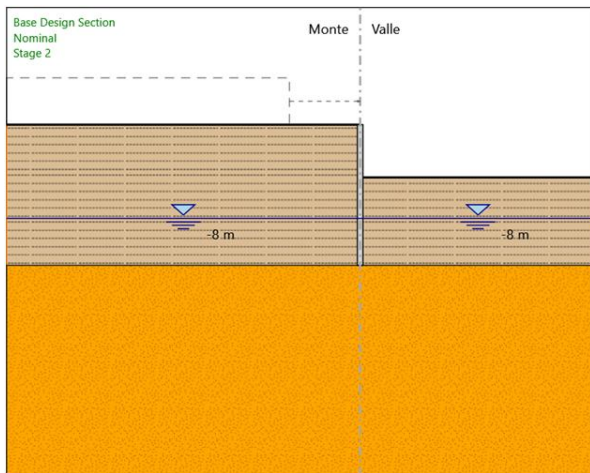 Base Design Section
Nominal
Stage 2
Monte
Valle
-8 m
-8 m